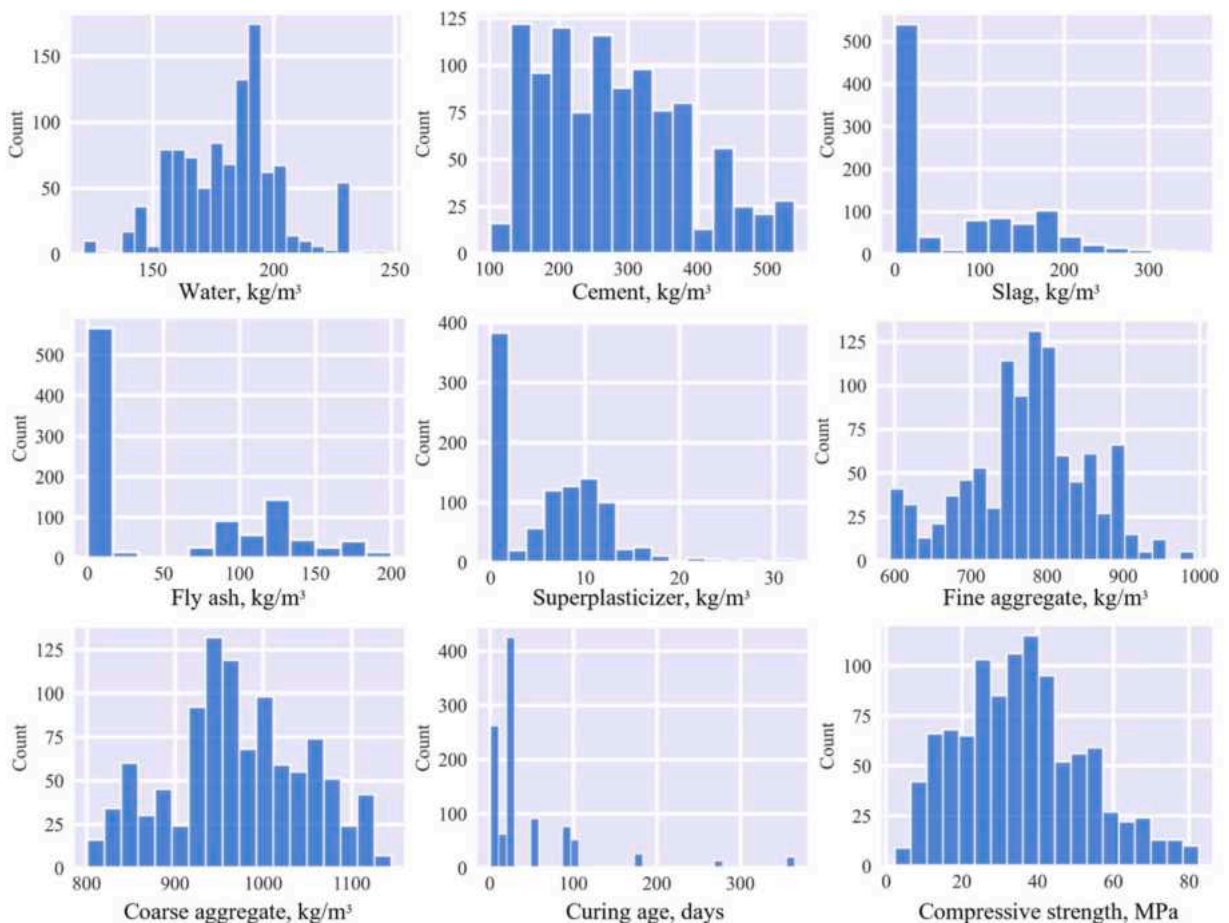 150
100
50
0
Count
150 200 250
Water, kg/m³
125
100
75
50
25
0
Count
100 200 300 400 500
Cement, kg/m³
500
400
300
200
100
0
Count
0 100 200 300
Slag, kg/m³
500
400
300
200
100
0
Count
0 50 100 150 200
Fly ash, kg/m³
400
300
200
100
0
Count
0 10 20 30
Superplasticizer, kg/m³
125
100
75
50
25
0
Count
600 700 800 900 1000
Fine aggregate, kg/m³
125
100
75
50
25
0
Count
800 900 1000 1100
Coarse aggregate, kg/m³
400
300
200
100
0
Count
0 100 200 300
Curing age, days
100
75
50
25
0
Count
0 20 40 60 80
Compressive strength, MPa